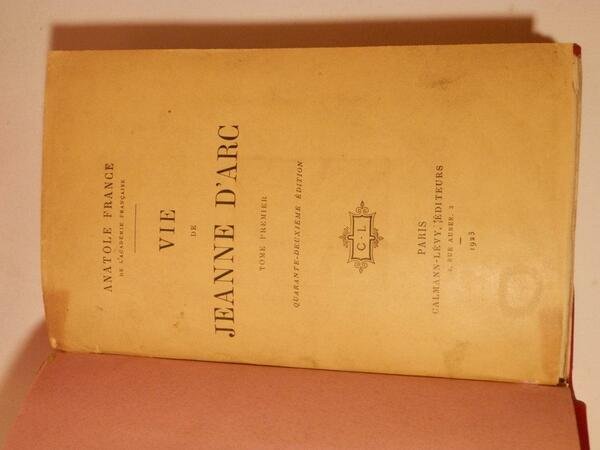 ANATOLE FRANCE
DE L'ACADÉMIE FRANÇAISE
VIE
DE
JEANNE D'ARC
TOME PREMIER
QUARANTE-DEUXIÈME ÉDITION
C·L
PARIS
CALMANN-LÉVY, ÉDITEURS
3, RUE AUBER, 3
1923